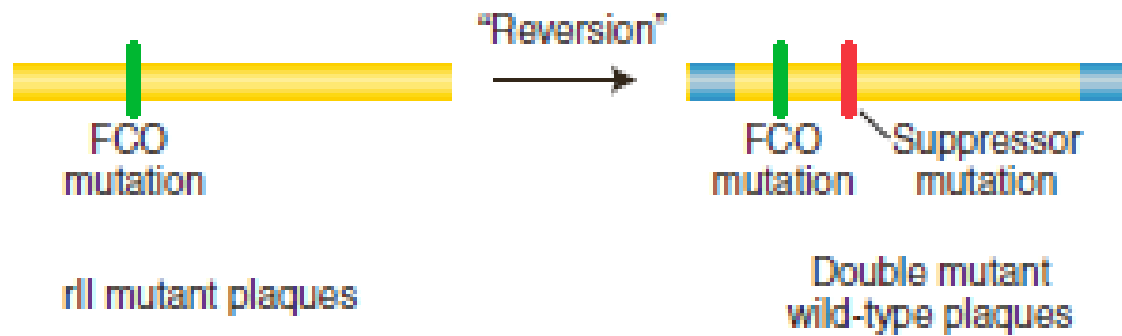 “Reversion”
FCO
mutation
FCO
mutation
Suppressor
mutation
rII mutant plaques
Double mutant
wild-type plaques